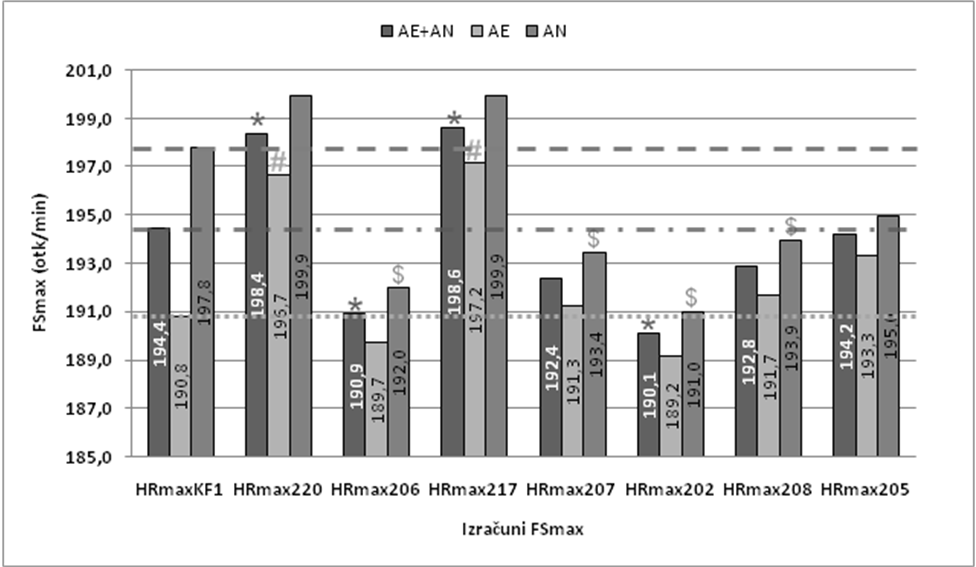 AE+AN AE AN
201,0
199,0
197,0
195,0
193,0
191,0
189,0
187,0
185,0
FSmax (otk/min)
* # * # * $ $ * $ $
194,4 190,8 197,8
198,4 196,7 199,9
190,9 189,7 192,0
198,6 197,2 199,9
192,4 191,3 193,4
190,1 189,2 191,0
192,8 191,7 193,9
194,2 193,3 195,0
HRmaxKF1 HRmax220 HRmax206 HRmax217 HRmax207 HRmax202 HRmax208 HRmax205
Izračuni FSmax